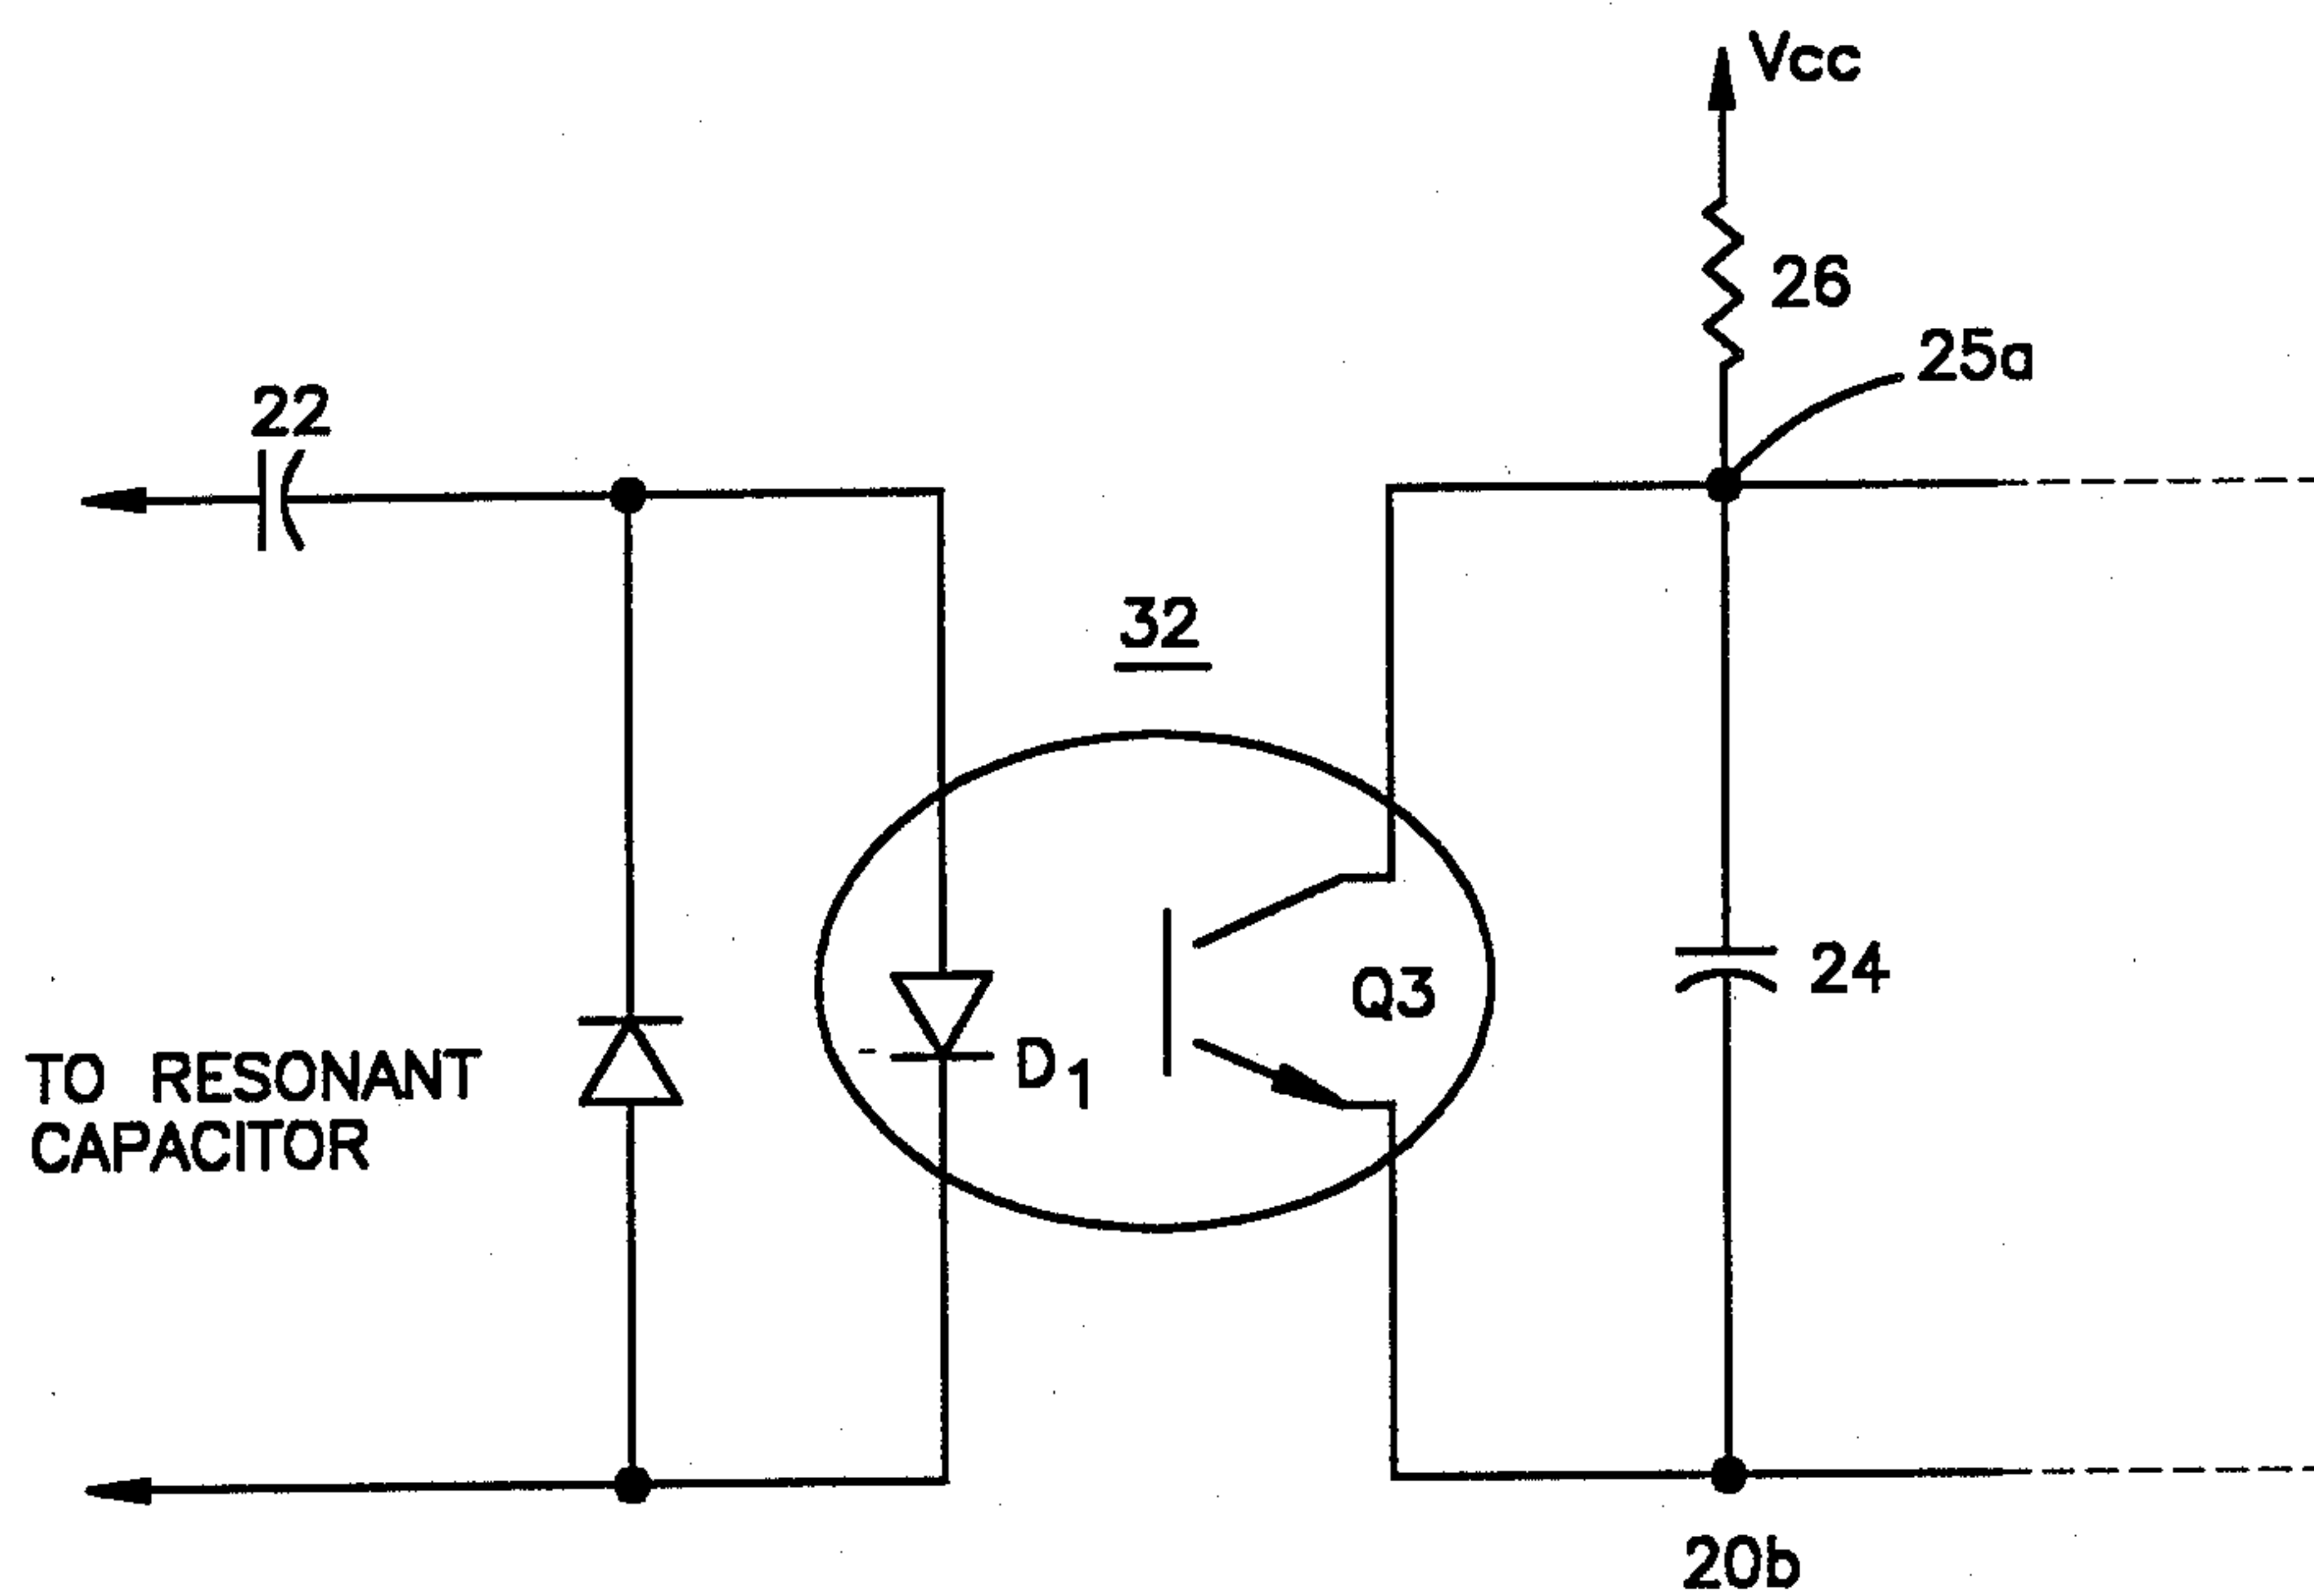 Vcc
26
25a
22
32
Q3
24
D1
TO RESONANT
CAPACITOR
20b